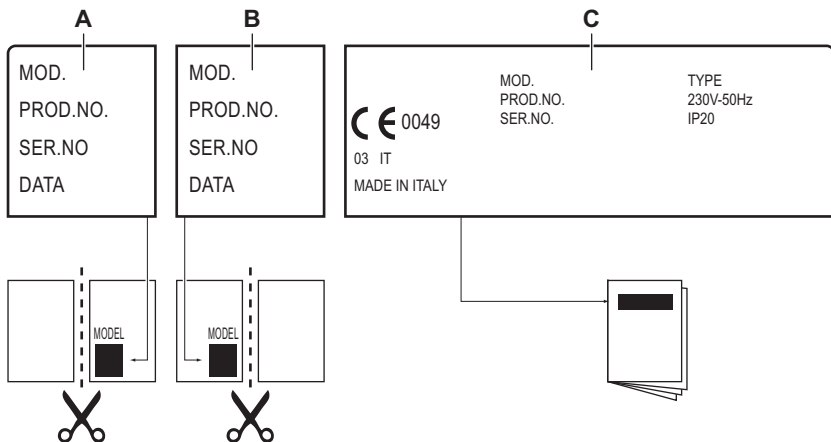 A
B
C
MOD.
PROD.NO.
SER.NO
DATA
MOD.
PROD.NO.
SER.NO
DATA
MOD. TYPE
PROD.NO. 230V-50Hz
SER.NO. IP20
CE 0049
03 IT
MADE IN ITALY
MODEL
MODEL